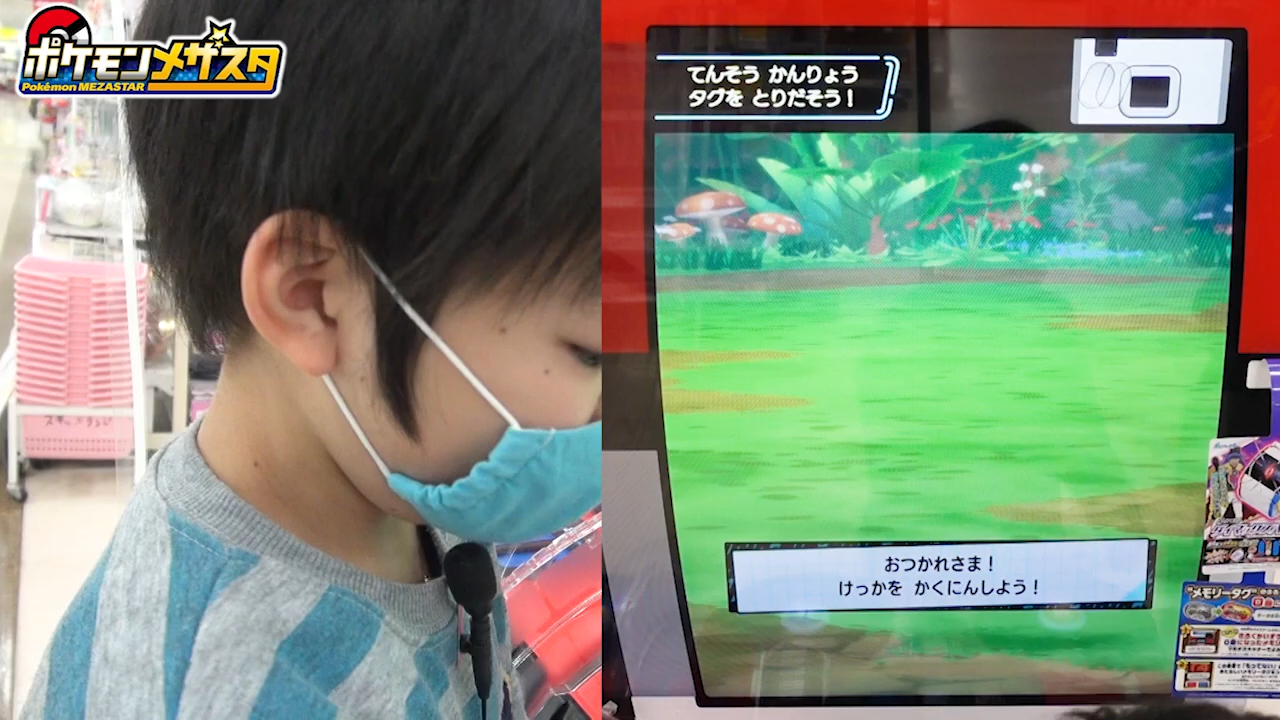 ポケモンメザスタ
Pokémon MEZASTAR
てんそう かんりょう
タグを とりだそう!
おつかれさま!
けっかを かくにんしよう!
"メモリータグ"